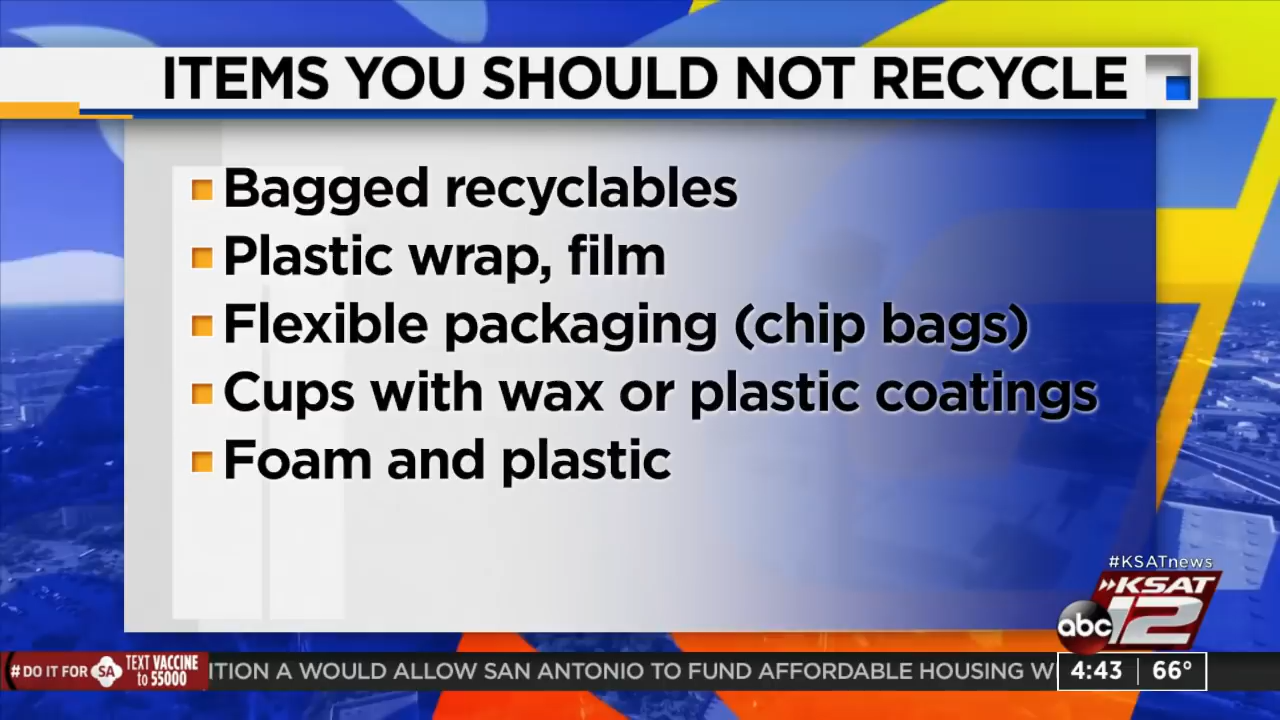 ITEMS YOU SHOULD NOT RECYCLE
Bagged recyclables
Plastic wrap, film
Flexible packaging (chip bags)
Cups with wax or plastic coatings
Foam and plastic
#KSATnews
KSAT
abc 12
#DO IT FOR SA TEXT VACCINE to 55000
ITION A WOULD ALLOW SAN ANTONIO TO FUND AFFORDABLE HOUSING W
4:43 66°